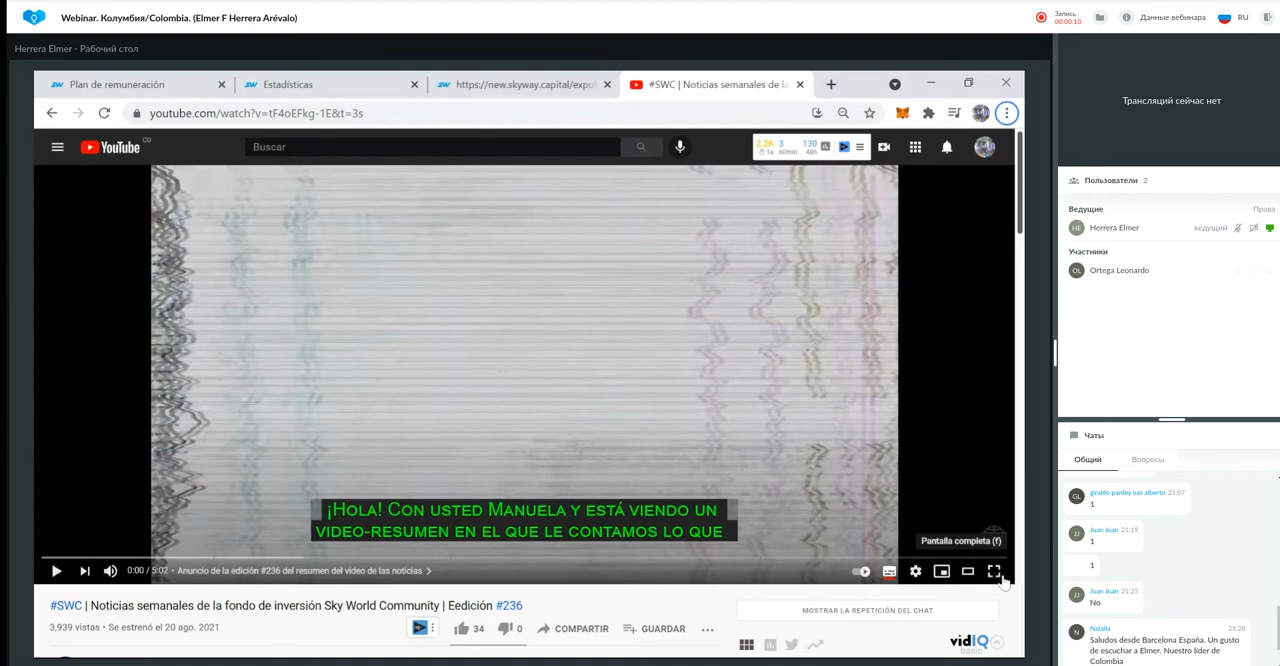 Webinar. Колумбия/Colombia. (Elmer F Herrera Arévalo)
Запись
00:00:10
Данные вебинара
RU
Herrera Elmer - Рабочий стол
Plan de remuneración
Estadísticas
https://new.skyway.capital/expo
#SWC | Noticias semanales de la
youtube.com/watch?v=tF4oEFkg-1E&t=3s
YouTube CO
Buscar
2.2K 3 130
1a 60min 48h
¡Hola! Con usted Manuela y está viendo un
video-resumen en el que le contamos lo que
Pantalla completa (f)
0:00 / 5:02 • Anuncio de la edición #236 del resumen del video de las noticias
#SWC | Noticias semanales de la fondo de inversión Sky World Community | Eedición #236
3,939 vistas • Se estrenó el 20 ago. 2021
34
0
COMPARTIR
GUARDAR
MOSTRAR LA REPETICIÓN DEL CHAT
vidIQ
basic
Трансляций сейчас нет
Пользователи 2
Ведущие
Права
HE
Herrera Elmer
ведущий
Участники
OL
Ortega Leonardo
Чаты
Общий
Вопросы
GL
giraldo pardey luis alberto 21:07
1
JJ
Juan Juan 21:19
1
1
JJ
Juan Juan 21:25
No
N
Natalia 21:28
Saludos desde Barcelona España. Un gusto
de escuchar a Elmer. Nuestro líder de
Colombia